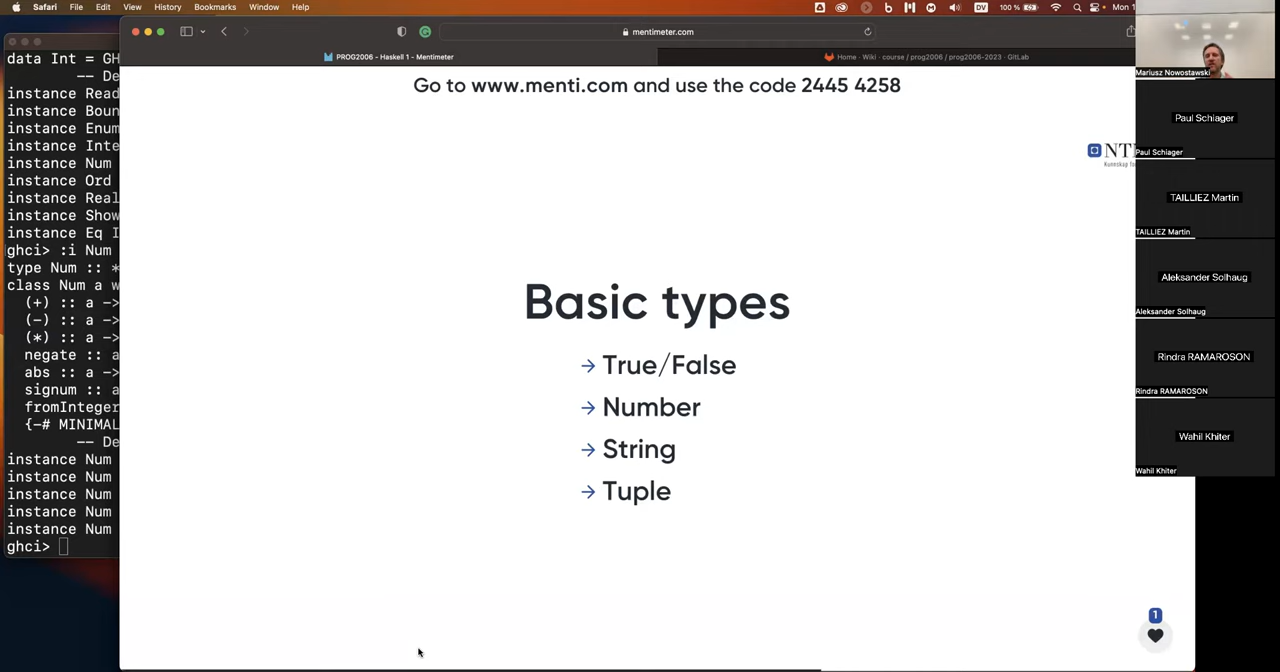 Safari File Edit View History Bookmarks Window Help
DV 100 % Mon 1
mentimeter.com
PROG2006 - Haskell 1 - Mentimeter
Home · Wiki · course / prog2006 / prog2006-2023 · GitLab
Go to www.menti.com and use the code 2445 4258
NT
Basic types
→ True/False
→ Number
→ String
→ Tuple
1
data Int = GH
-- De
instance Read
instance Boun
instance Enum
instance Inte
instance Num
instance Ord
instance Real
instance Show
instance Eq I
ghci> :i Num
type Num :: *
class Num a w
(+) :: a ->
(-) :: a ->
(*) :: a ->
negate :: a
abs :: a ->
signum :: a
fromInteger
{-# MINIMAL
-- De
instance Num
instance Num
instance Num
instance Num
instance Num
ghci>
Mariusz Nowostawski
Paul Schlager
Paul Schlager
TAILLIEZ Martin
TAILLIEZ Martin
Aleksander Solhaug
Aleksander Solhaug
Rindra RAMAROSON
Rindra RAMAROSON
Wahil Khiter
Wahil Khiter